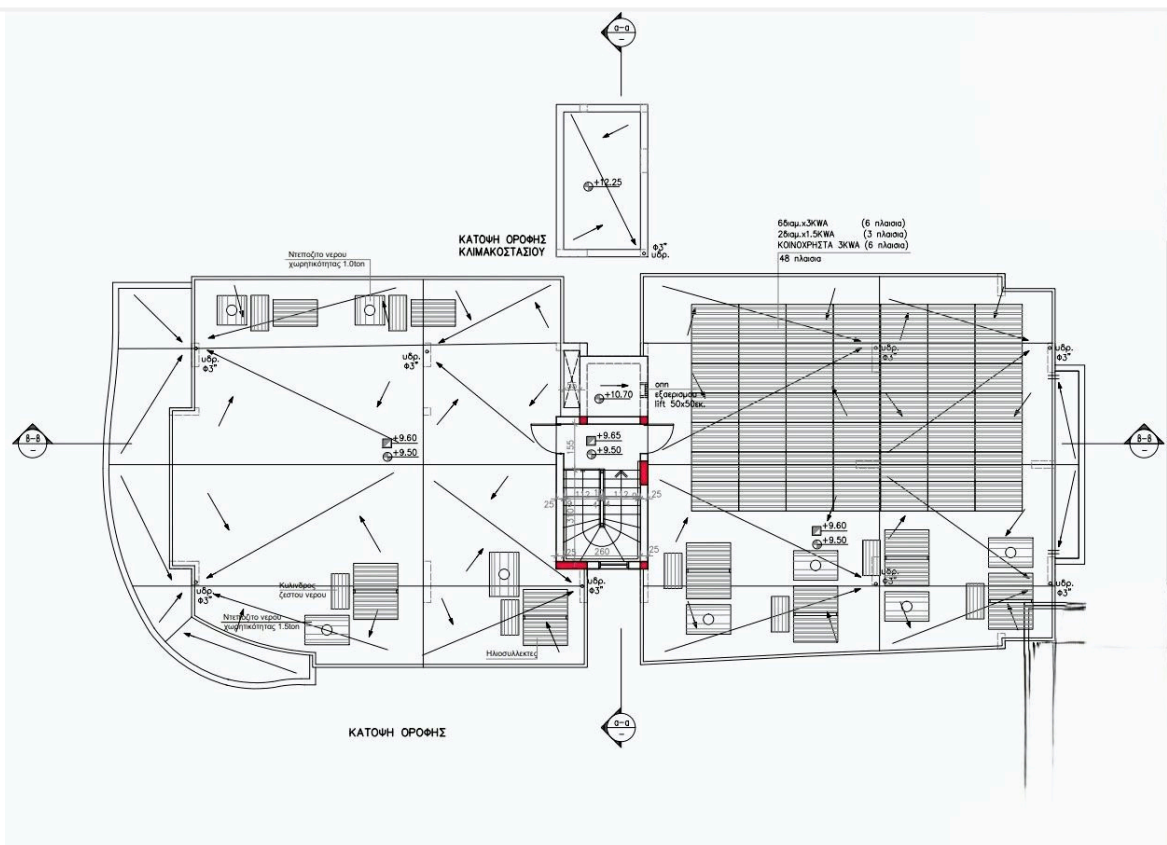 α-α
–
+12.25
ΚΑΤΟΨΗ ΟΡΟΦΗΣ
ΚΛΙΜΑΚΟΣΤΑΣΙΟΥ
Φ3"
υδρ.
6διαμ.x3KWA (6 πλαισια)
2διαμ.x1.5KWA (3 πλαισια)
ΚΟΙΝΟΧΡΗΣΤΑ 3KWA (6 πλαισια)
48 πλαισια
Ντεποζιτο νερου
χωρητικότητας 1.0ton
υδρ.
Φ3"
υδρ.
Φ3"
υδρ.
Φ3"
υδρ.
Φ3"
+10.70
οπη
εξαερισμου
lift 50x50εκ.
β-β
–
+9.60
+9.50
+9.65
+9.50
β-β
–
155
25
25
310
25
260
25
+9.60
+9.50
υδρ.
Φ3"
Κυλινδρος
ζεστου νερου
υδρ.
Φ3"
υδρ.
Φ3"
υδρ.
Φ3"
Ντεποζιτο νερου
χωρητικότητας 1.5ton
Ηλιοσυλλεκτες
ΚΑΤΟΨΗ ΟΡΟΦΗΣ
α-α
–